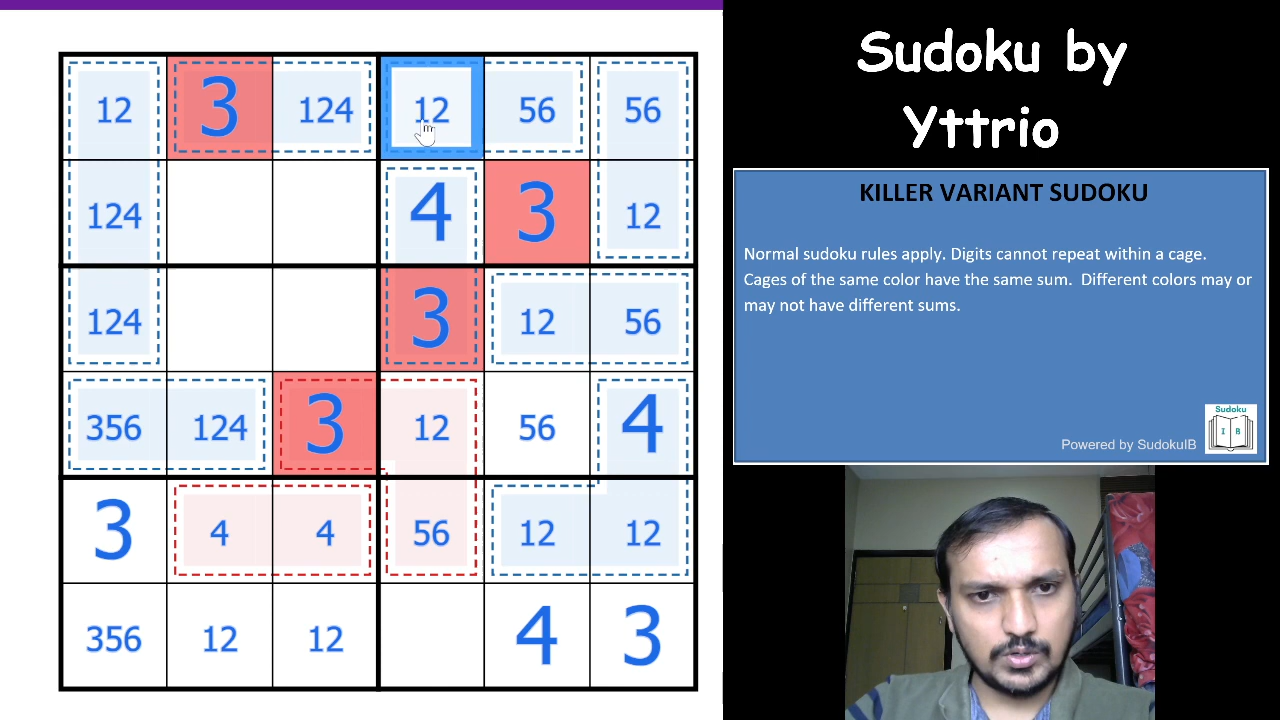 Sudoku by
Yttrio
KILLER VARIANT SUDOKU
Normal sudoku rules apply. Digits cannot repeat within a cage.
Cages of the same color have the same sum. Different colors may or
may not have different sums.
Sudoku
I B
Powered by SudokuIB
12 3 124 12 56 56
124 4 3 12
124 3 12 56
356 124 3 12 56 4
3 4 4 56 12 12
356 12 12 4 3